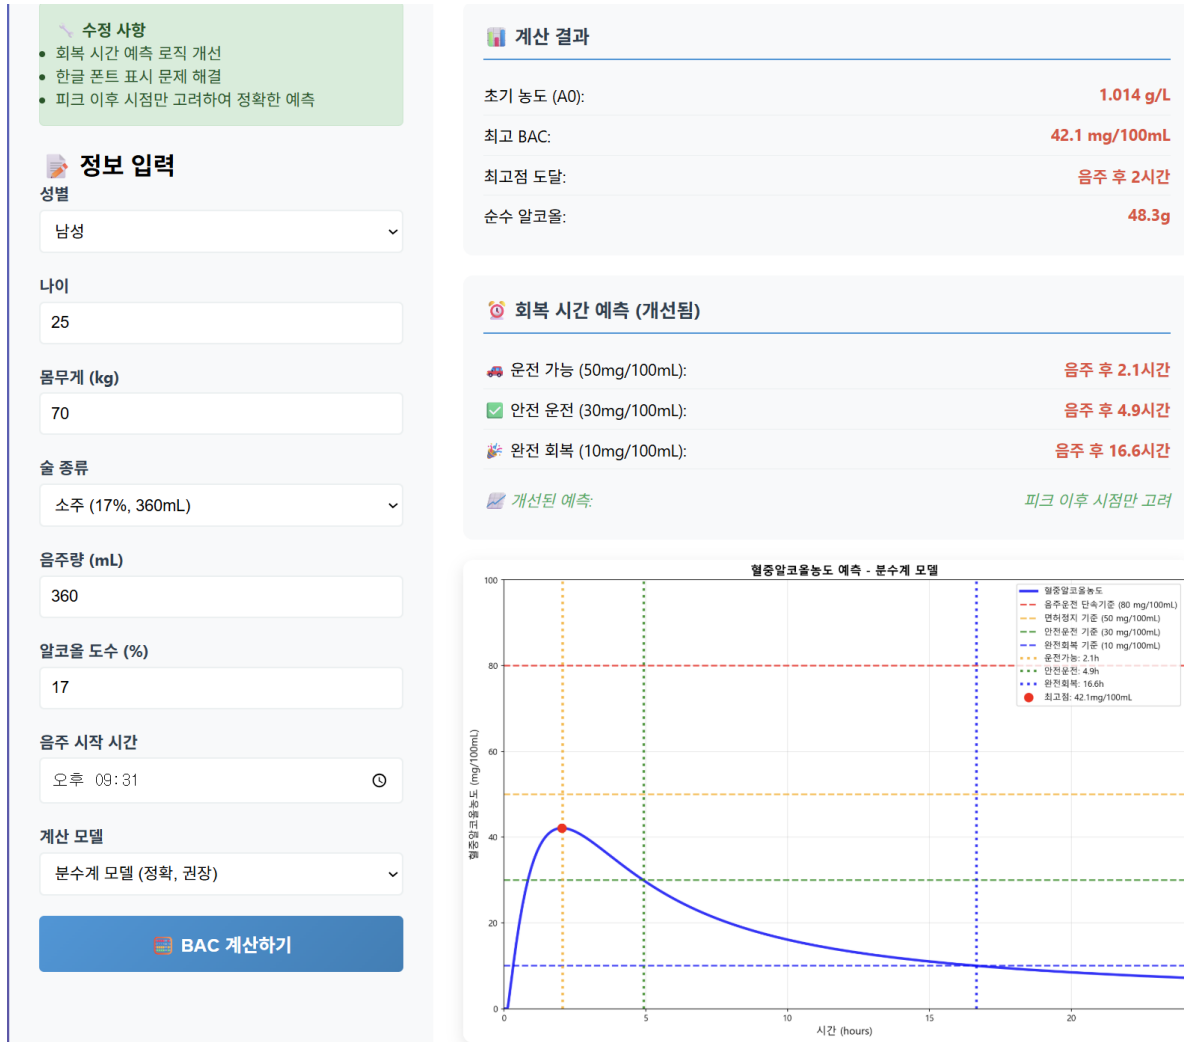 🔧 수정 사항
• 회복 시간 예측 로직 개선
• 한글 폰트 표시 문제 해결
• 피크 이후 시점만 고려하여 정확한 예측
📝 정보 입력
성별
남성
나이
25
몸무게 (kg)
70
술 종류
소주 (17%, 360mL)
음주량 (mL)
360
알코올 도수 (%)
17
음주 시작 시간
오후 09:31
계산 모델
분수계 모델 (정확, 권장)
🧮 BAC 계산하기
📊 계산 결과
초기 농도 (A0): 1.014 g/L
최고 BAC: 42.1 mg/100mL
최고점 도달: 음주 후 2시간
순수 알코올: 48.3g
⏰ 회복 시간 예측 (개선됨)
🚗 운전 가능 (50mg/100mL): 음주 후 2.1시간
✅ 안전 운전 (30mg/100mL): 음주 후 4.9시간
🎉 완전 회복 (10mg/100mL): 음주 후 16.6시간
📈 개선된 예측: 피크 이후 시점만 고려
혈중알코올농도 예측 - 분수계 모델
혈중알코올농도
음주운전 단속기준 (80 mg/100mL)
면허정지 기준 (50 mg/100mL)
안전운전 기준 (30 mg/100mL)
완전회복 기준 (10 mg/100mL)
운전가능: 2.1h
안전운전: 4.9h
완전회복: 16.6h
최고점: 42.1mg/100mL
혈중알코올농도 (mg/100mL)
100
80
60
40
20
0
0 5 10 15 20
시간 (hours)